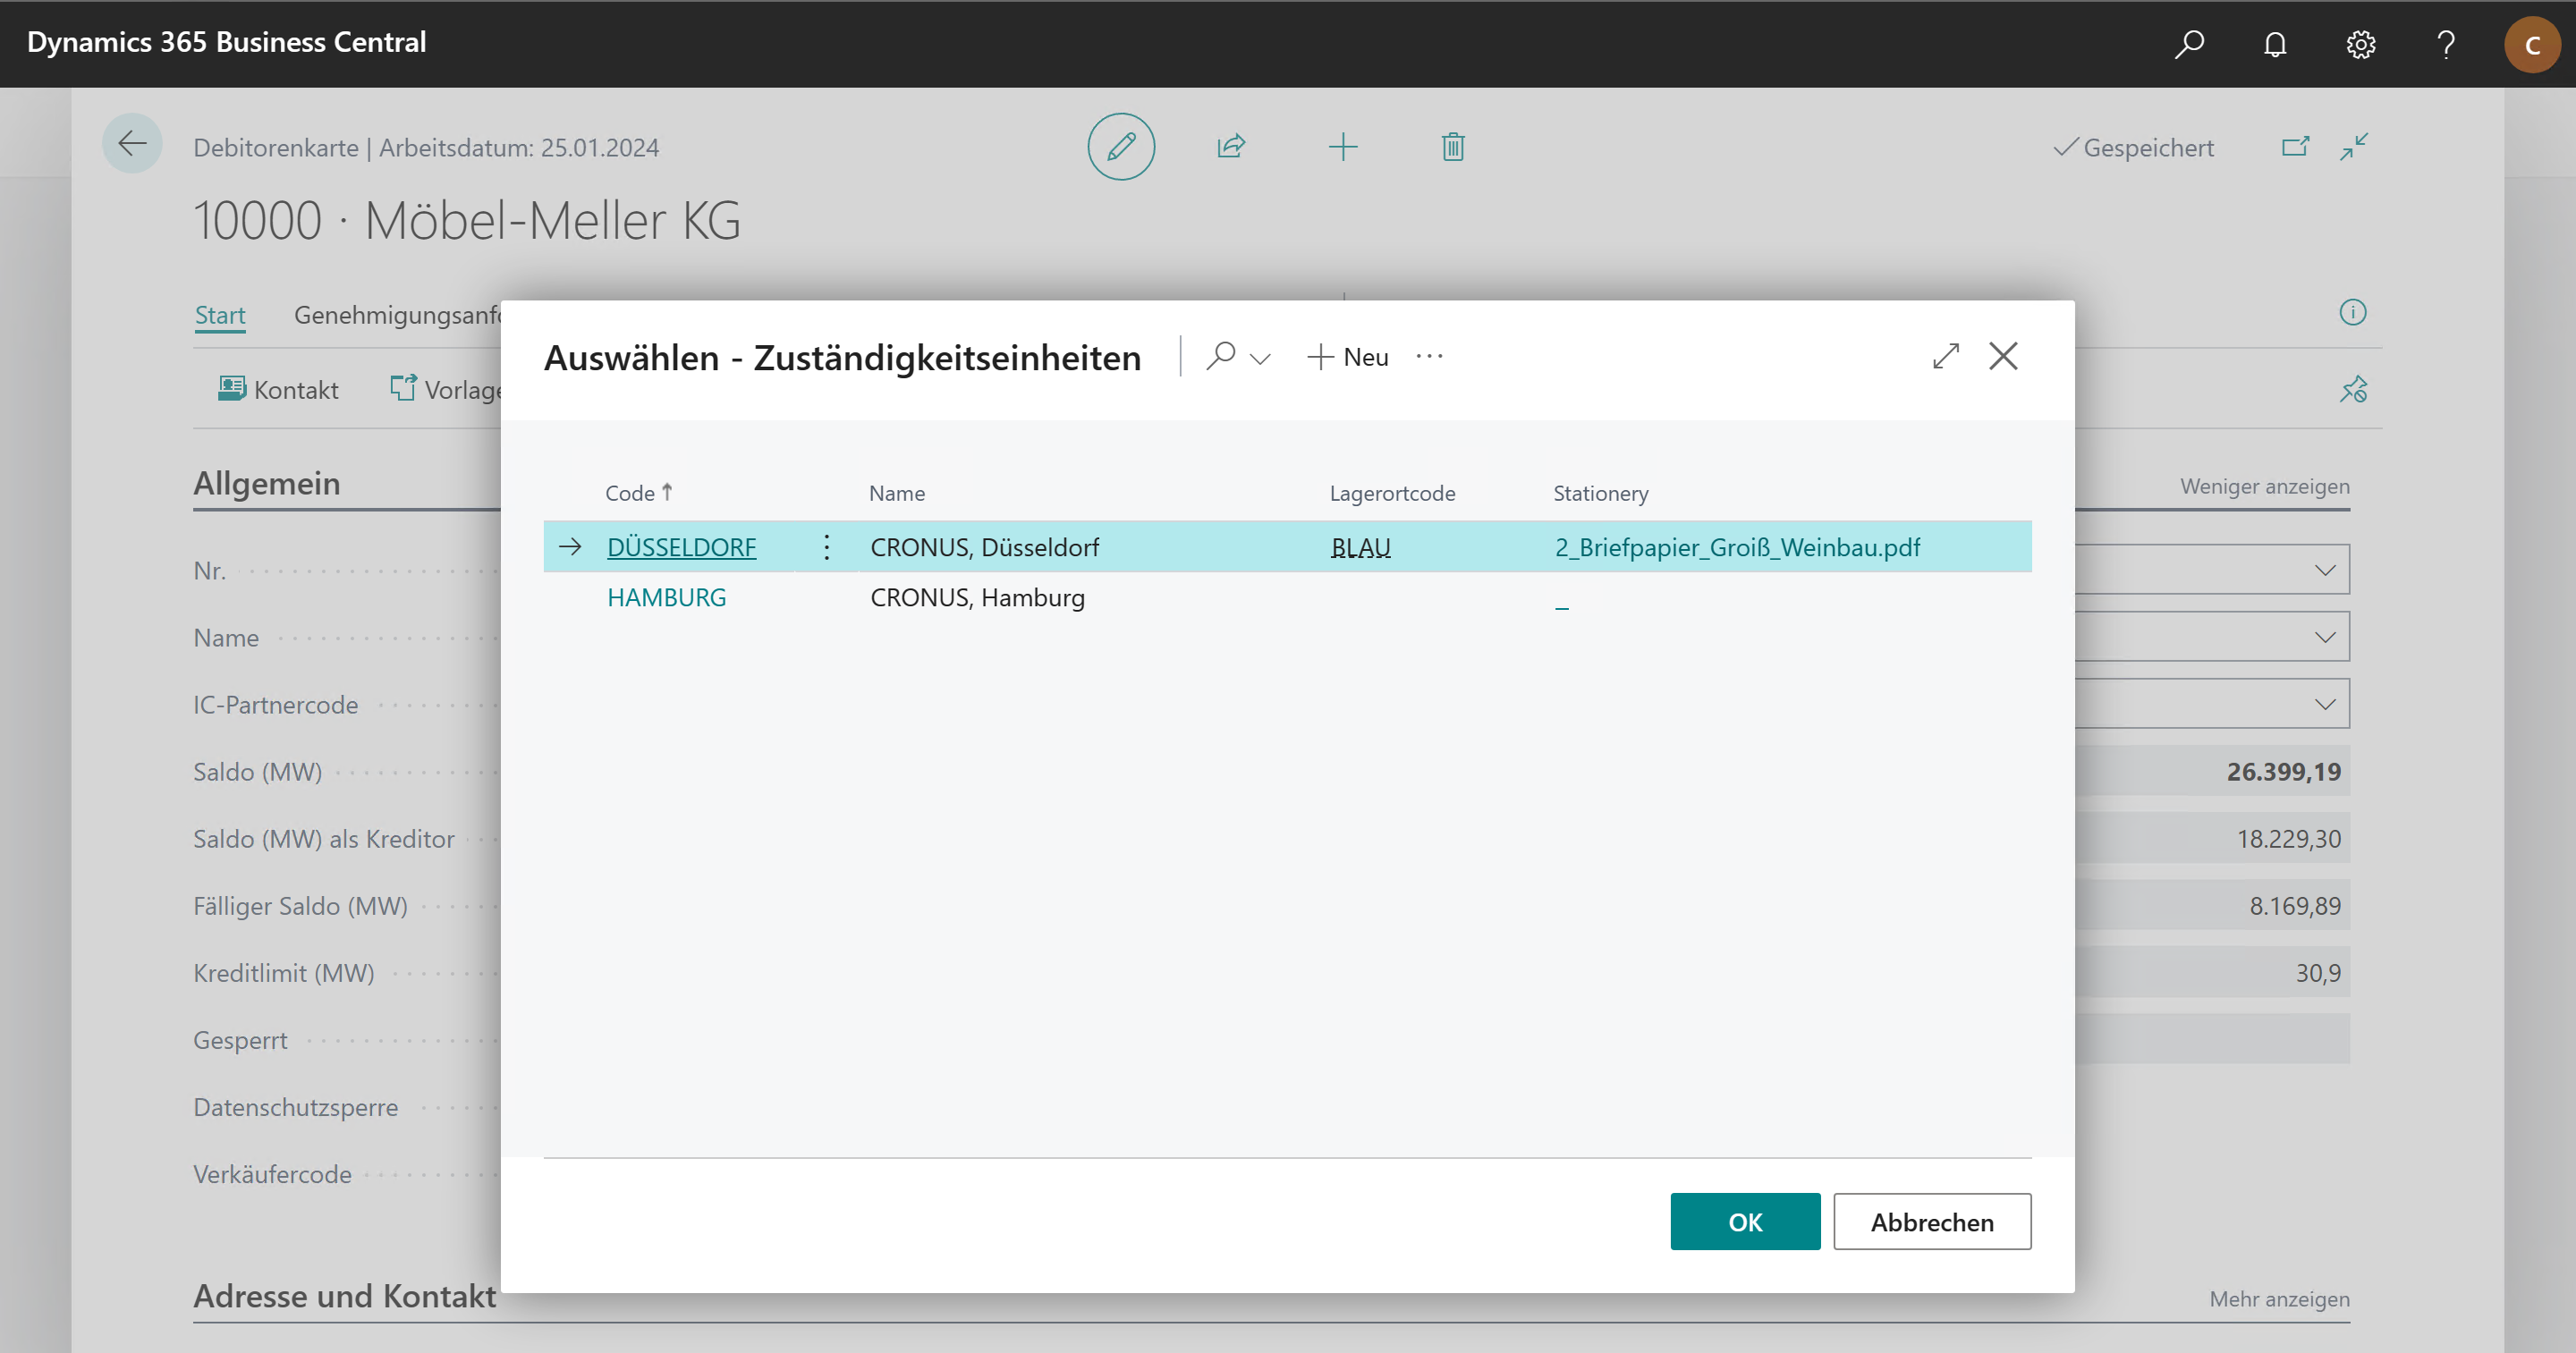 Dynamics 365 Business Central
C
Debitorenkarte | Arbeitsdatum: 25.01.2024
Gespeichert
10000 · Möbel-Meller KG
Start
Genehmigungsanfo
Kontakt
Vorlage
Auswählen - Zuständigkeitseinheiten
Neu
Code
Name
Lagerortcode
Stationery
DÜSSELDORF
CRONUS, Düsseldorf
BLAU
2_Briefpapier_Groiß_Weinbau.pdf
HAMBURG
CRONUS, Hamburg
_
OK
Abbrechen
Allgemein
Weniger anzeigen
Nr.
Name
IC-Partnercode
Saldo (MW)
26.399,19
Saldo (MW) als Kreditor
18.229,30
Fälliger Saldo (MW)
8.169,89
Kreditlimit (MW)
30,9
Gesperrt
Datenschutzsperre
Verkäufercode
Adresse und Kontakt
Mehr anzeigen